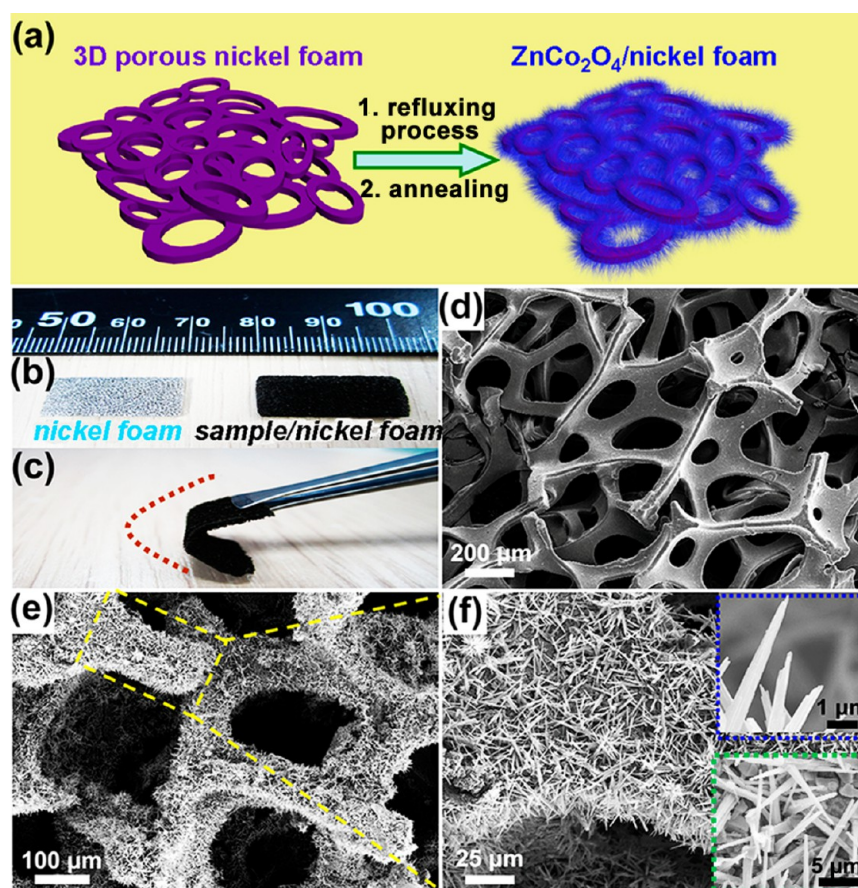 (a)
3D porous nickel foam
ZnCo₂O₄/nickel foam
1. refluxing
process
2. annealing
50 60 70 80 90 100
(b)
nickel foam
sample/nickel foam
(c)
(d)
200 µm
(e)
100 µm
(f)
25 µm
1 µm
5 µm